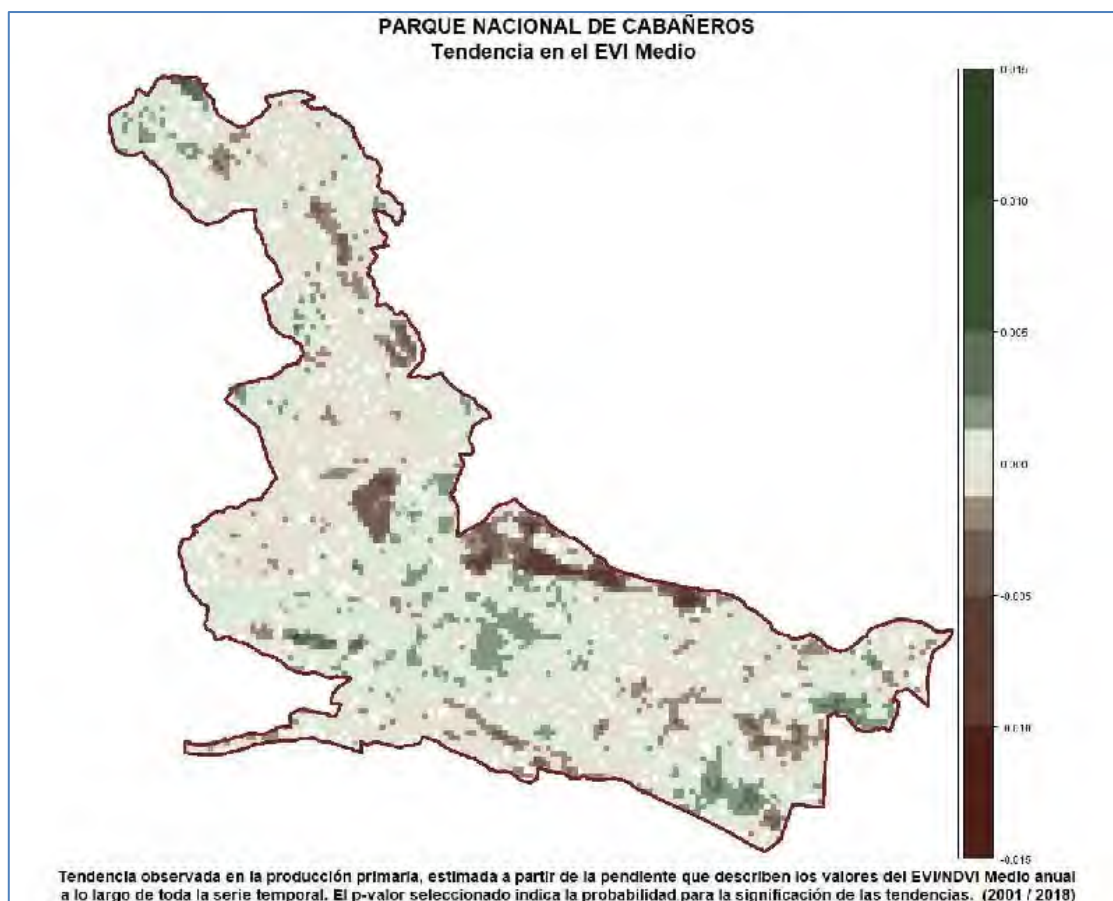 PARQUE NACIONAL DE CABAÑEROS
Tendencia en el EVI Medio
0.015
0.010
0.005
0.000
-0.005
-0.010
-0.015
Tendencia observada en la producción primaria, estimada a partir de la pendiente que describen los valores del EVI/NDVI Medio anual
a lo largo de toda la serie temporal. El p-valor seleccionado indica la probabilidad para la significación de las tendencias. (2001 / 2018)